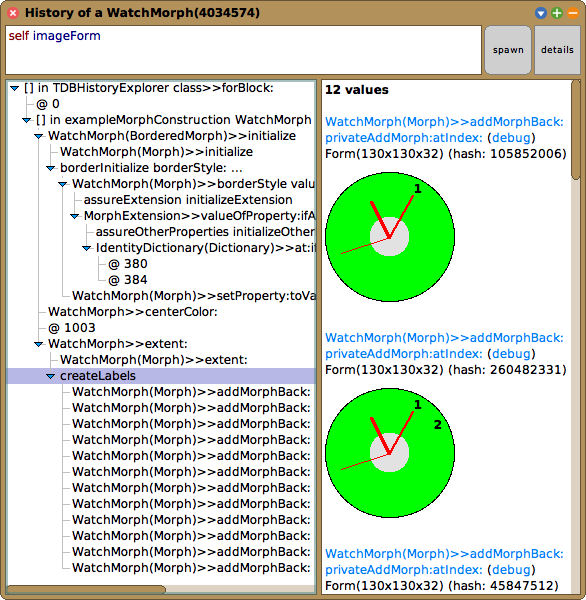 History of a WatchMorph(4034574)
self imageForm
spawn
details
[] in TDBHistoryExplorer class>>forBlock:
@ 0
[] in exampleMorphConstruction WatchMorph
WatchMorph(BorderedMorph)>>initialize
WatchMorph(Morph)>>initialize
borderInitialize borderStyle: ...
WatchMorph(Morph)>>borderStyle valu
assureExtension initializeExtension
MorphExtension>>valueOfProperty:ifA
assureOtherProperties initializeOther
IdentityDictionary(Dictionary)>>at:if
@ 380
@ 384
WatchMorph(Morph)>>setProperty:toVa
WatchMorph>>centerColor:
@ 1003
WatchMorph>>extent:
WatchMorph(Morph)>>extent:
createLabels
WatchMorph(Morph)>>addMorphBack:
WatchMorph(Morph)>>addMorphBack:
WatchMorph(Morph)>>addMorphBack:
WatchMorph(Morph)>>addMorphBack:
WatchMorph(Morph)>>addMorphBack:
WatchMorph(Morph)>>addMorphBack:
WatchMorph(Morph)>>addMorphBack:
WatchMorph(Morph)>>addMorphBack:
WatchMorph(Morph)>>addMorphBack:
WatchMorph(Morph)>>addMorphBack:
WatchMorph(Morph)>>addMorphBack:
WatchMorph(Morph)>>addMorphBack:
12 values
WatchMorph(Morph)>>addMorphBack:
privateAddMorph:atIndex: (debug)
Form(130x130x32) (hash: 105852006)
1
WatchMorph(Morph)>>addMorphBack:
privateAddMorph:atIndex: (debug)
Form(130x130x32) (hash: 260482331)
1
2
WatchMorph(Morph)>>addMorphBack:
privateAddMorph:atIndex: (debug)
Form(130x130x32) (hash: 45847512)